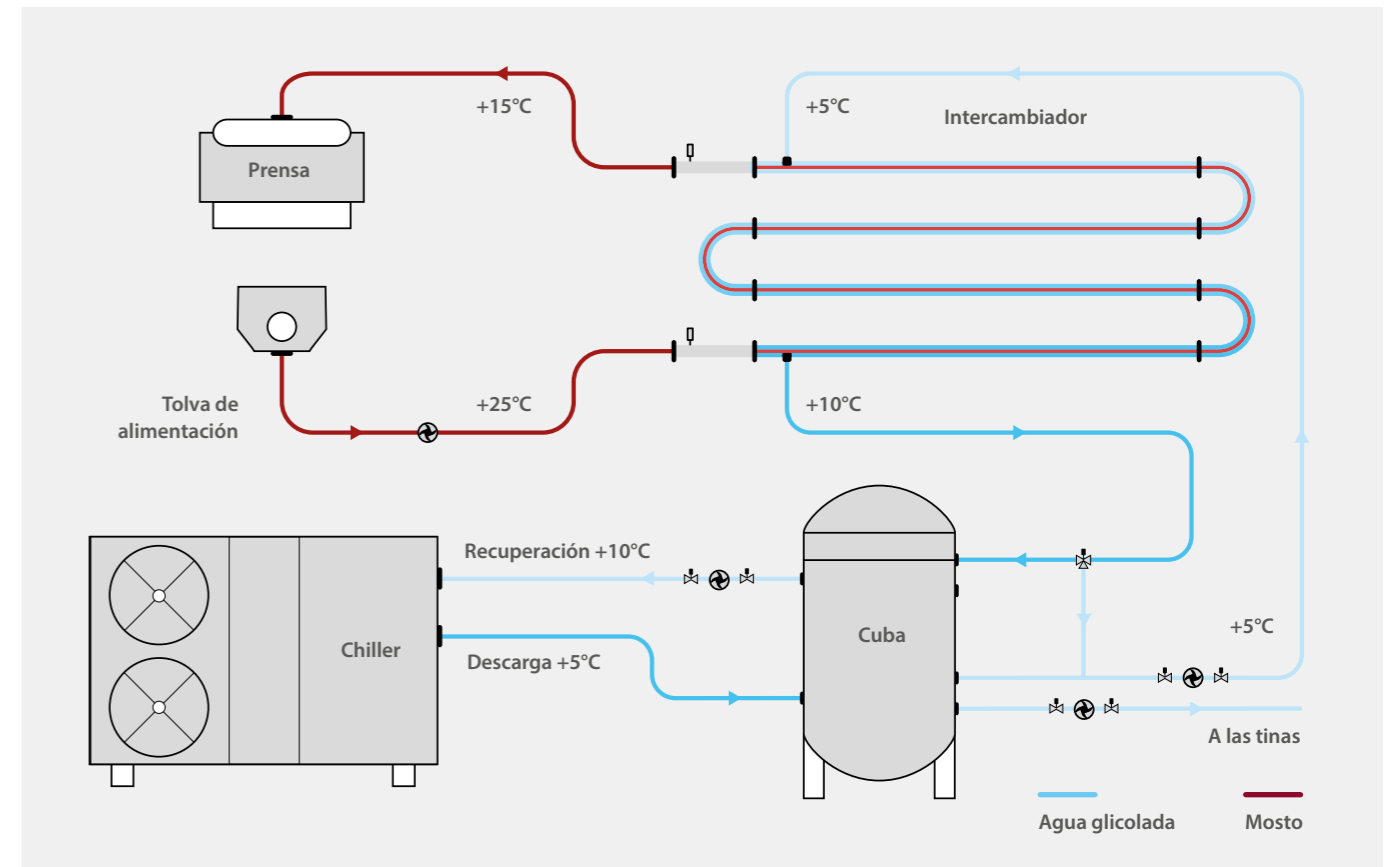 +15°C
+5°C
Intercambiador
Prensa
Tolva de
alimentación
+25°C
+10°C
Recuperación +10°C
Chiller
Descarga +5°C
Cuba
+5°C
A las tinas
Agua glicolada
Mosto